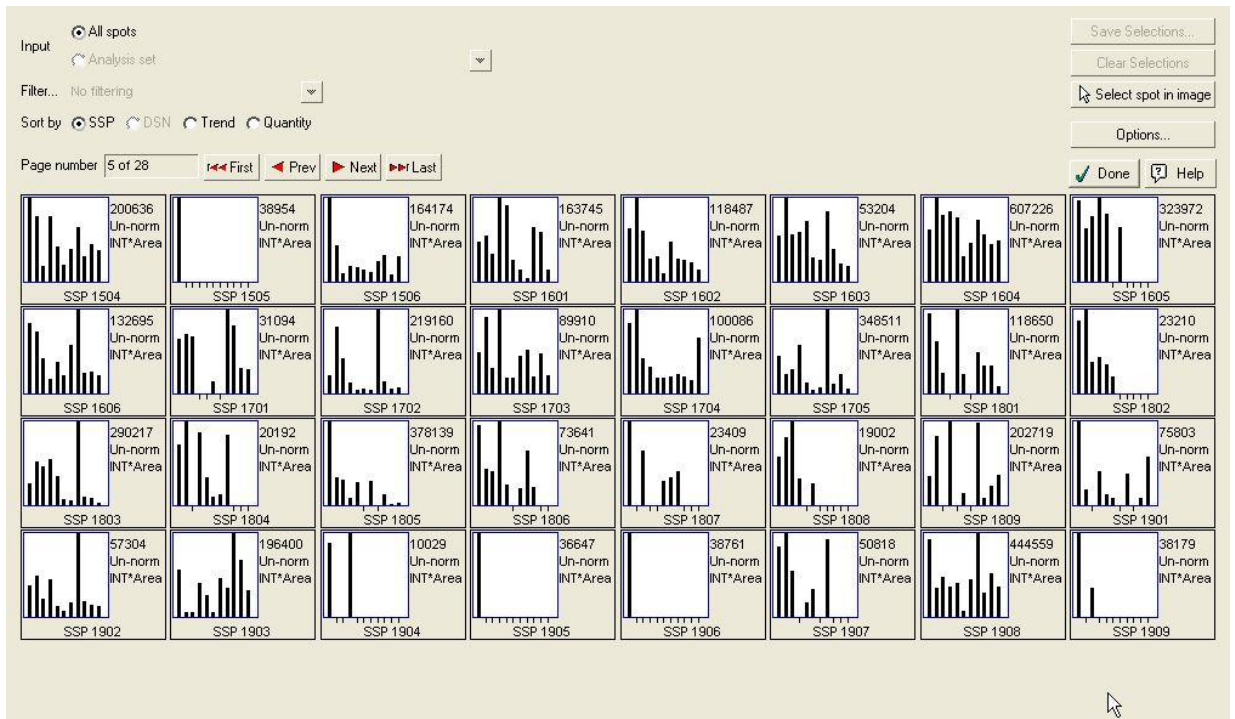 Input All spots
Analysis set
Filter... No filtering
Sort by SSP DSN Trend Quantity
Page number 5 of 28 First Prev Next Last
Save Selections...
Clear Selections
Select spot in image
Options...
Done Help
200636
Un-norm
INT*Area
SSP 1504
38954
Un-norm
INT*Area
SSP 1505
164174
Un-norm
INT*Area
SSP 1506
163745
Un-norm
INT*Area
SSP 1601
118487
Un-norm
INT*Area
SSP 1602
53204
Un-norm
INT*Area
SSP 1603
607226
Un-norm
INT*Area
SSP 1604
323972
Un-norm
INT*Area
SSP 1605
132695
Un-norm
INT*Area
SSP 1606
31094
Un-norm
INT*Area
SSP 1701
219160
Un-norm
INT*Area
SSP 1702
89910
Un-norm
INT*Area
SSP 1703
100086
Un-norm
INT*Area
SSP 1704
348511
Un-norm
INT*Area
SSP 1705
118650
Un-norm
INT*Area
SSP 1801
23210
Un-norm
INT*Area
SSP 1802
290217
Un-norm
INT*Area
SSP 1803
20192
Un-norm
INT*Area
SSP 1804
378139
Un-norm
INT*Area
SSP 1805
73641
Un-norm
INT*Area
SSP 1806
23409
Un-norm
INT*Area
SSP 1807
19002
Un-norm
INT*Area
SSP 1808
202719
Un-norm
INT*Area
SSP 1809
75803
Un-norm
INT*Area
SSP 1901
57304
Un-norm
INT*Area
SSP 1902
196400
Un-norm
INT*Area
SSP 1903
10029
Un-norm
INT*Area
SSP 1904
36647
Un-norm
INT*Area
SSP 1905
38761
Un-norm
INT*Area
SSP 1906
50818
Un-norm
INT*Area
SSP 1907
444559
Un-norm
INT*Area
SSP 1908
38179
Un-norm
INT*Area
SSP 1909